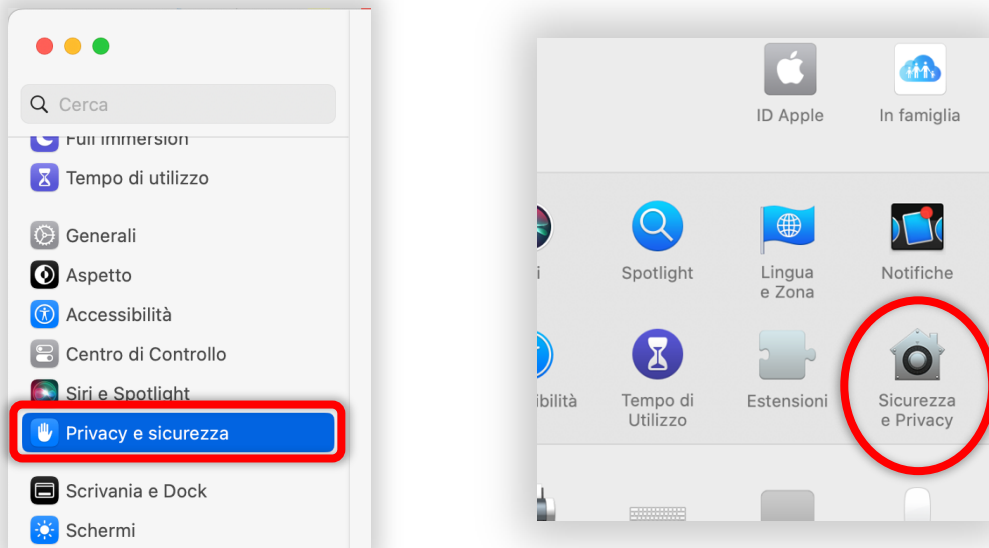 Cerca
Full Immersion
Tempo di utilizzo
Generali
Aspetto
Accessibilità
Centro di Controllo
Siri e Spotlight
Privacy e sicurezza
Scrivania e Dock
Schermi
ID Apple
In famiglia
Spotlight
Lingua
e Zona
Notifiche
Tempo di
Utilizzo
Estensioni
Sicurezza
e Privacy